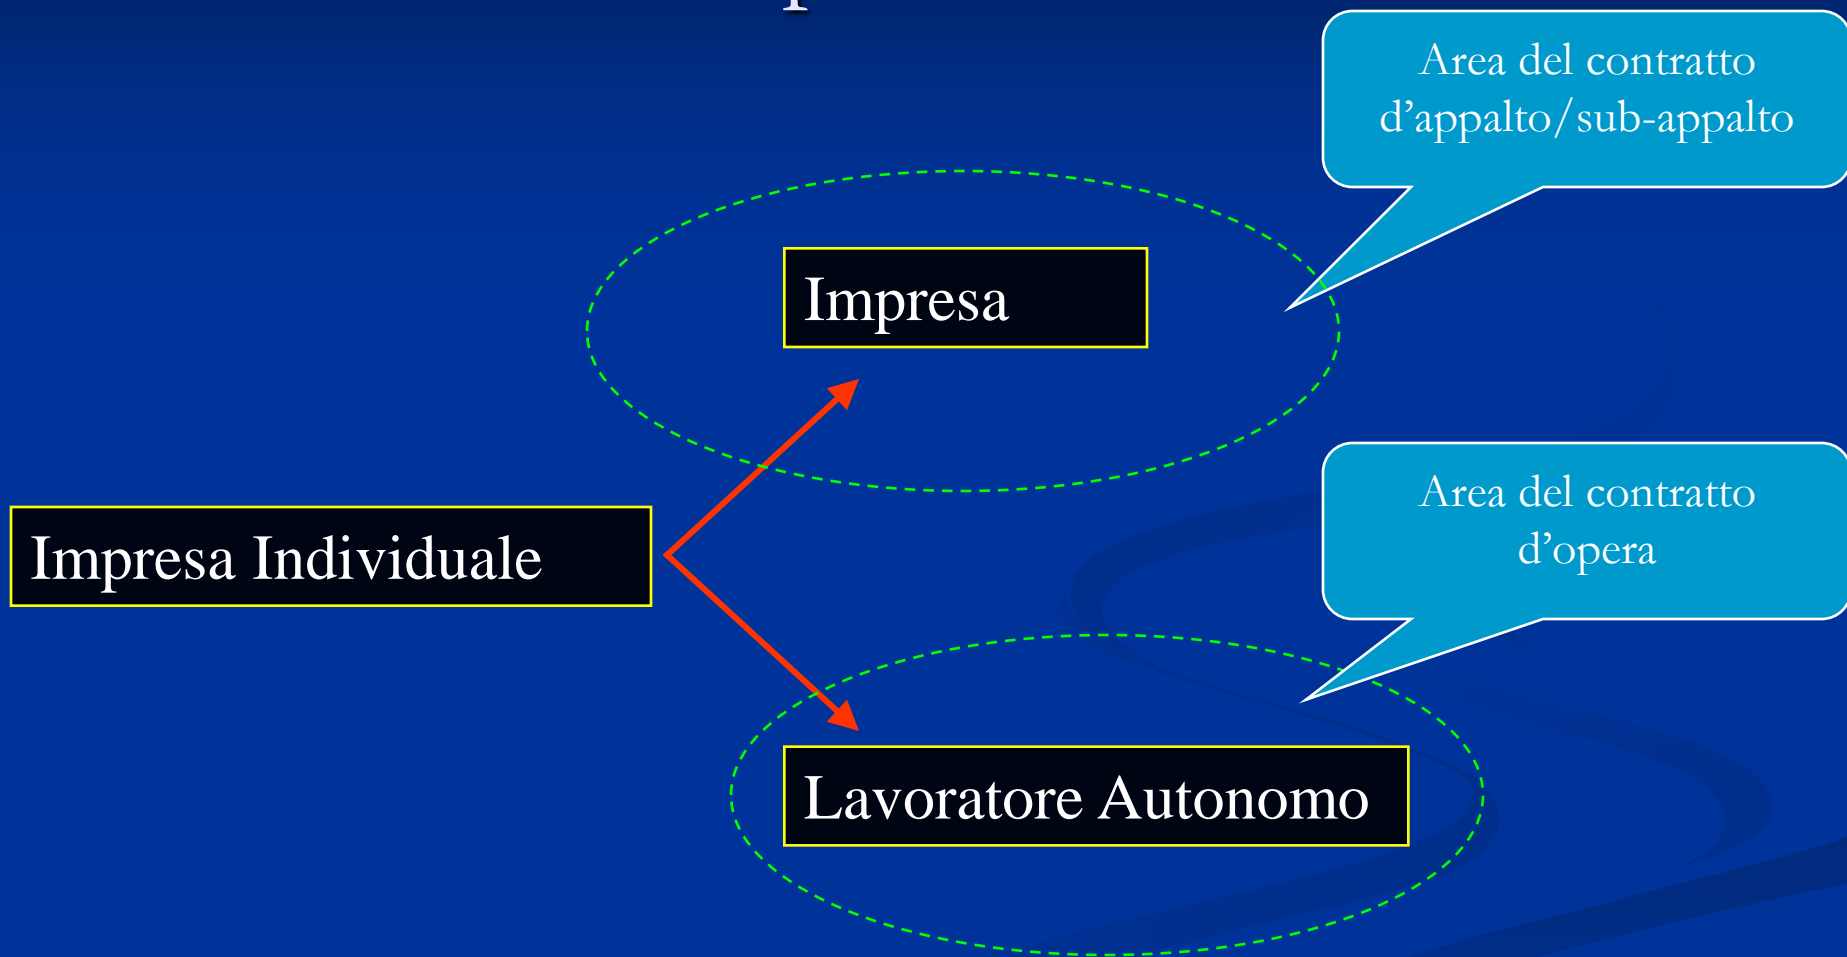 Area del contratto
d’appalto/sub-appalto
Impresa
Impresa Individuale
Area del contratto
d’opera
Lavoratore Autonomo